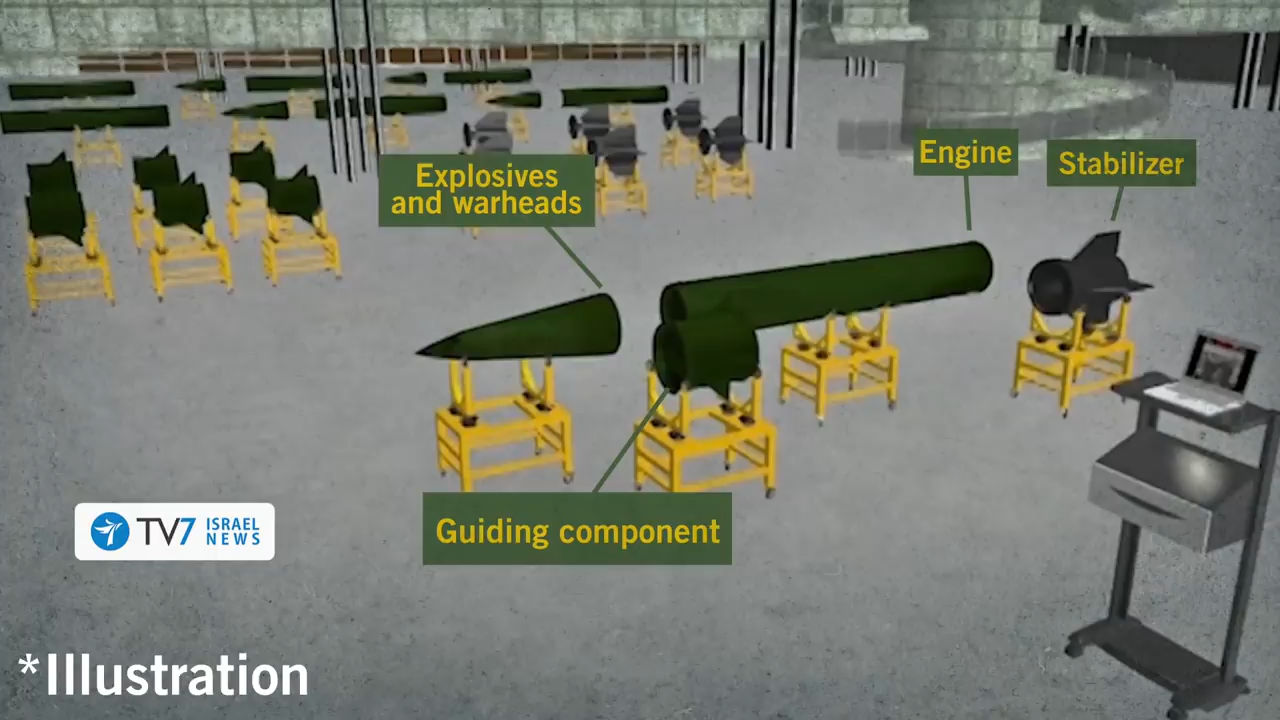 Engine
Stabilizer
Explosives
and warheads
Guiding component
TV7 ISRAEL
NEWS
*Illustration